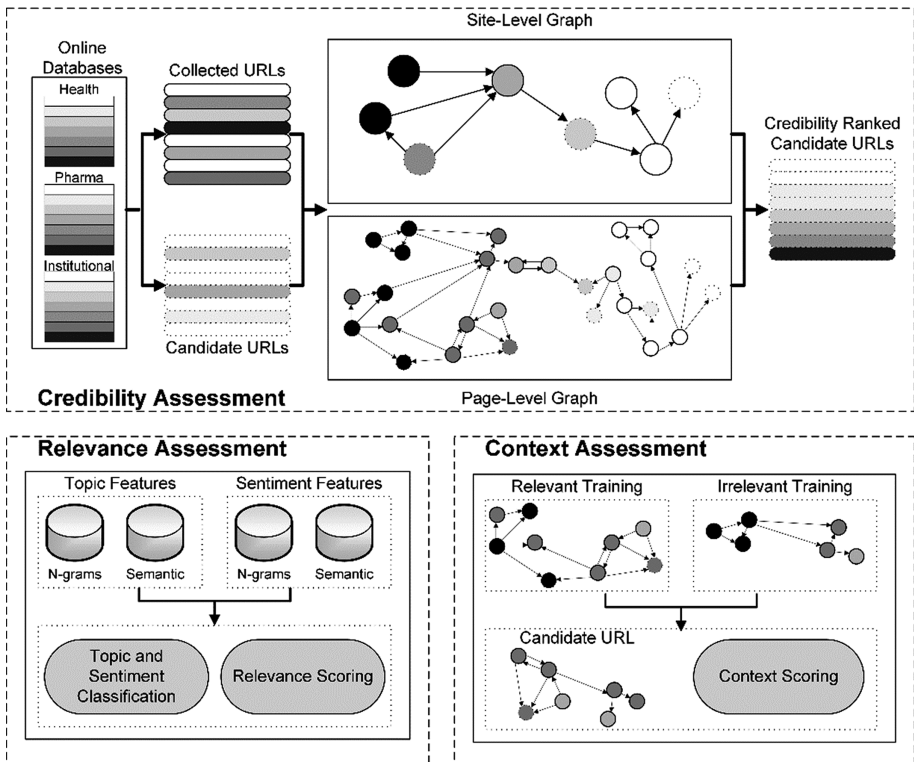 Site-Level Graph
Online
Databases
Health
Pharma
Institutional
Collected URLs
Candidate URLs
Credibility Ranked
Candidate URLs
Credibility Assessment
Page-Level Graph
Relevance Assessment
Topic Features
Sentiment Features
N-grams
Semantic
N-grams
Semantic
Topic and
Sentiment
Classification
Relevance Scoring
Context Assessment
Relevant Training
Irrelevant Training
Candidate URL
Context Scoring